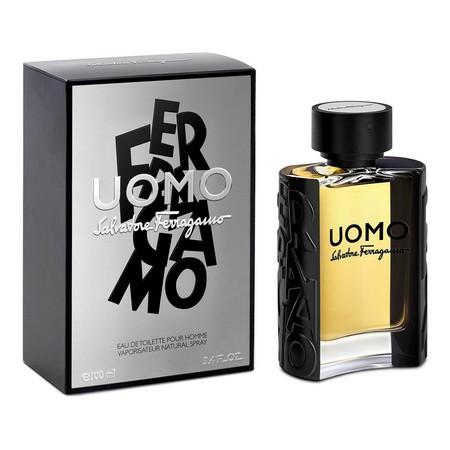 FERRAGAMO
UOMO
Salvatore Ferragamo
EAU DE TOILETTE POUR HOMME
VAPORISATEUR NATURAL SPRAY
e100 ml
3.4 FL.OZ.
UOMO
Salvatore Ferragamo